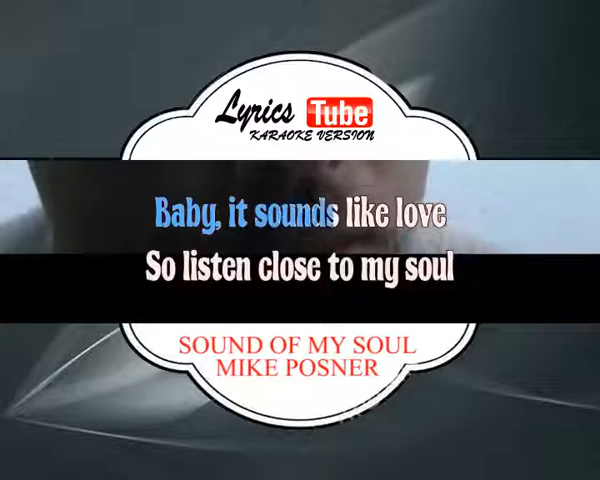 Lyrics Tube
KARAOKE VERSION
Baby, it sounds like love
So listen close to my soul
SOUND OF MY SOUL
MIKE POSNER